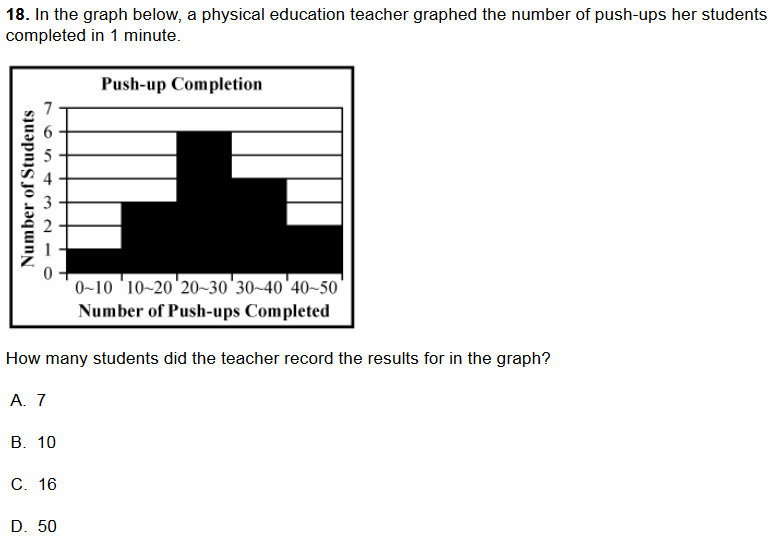 18. In the graph below, a physical education teacher graphed the number of push-ups her students
completed in 1 minute.
Push-up Completion
Number of Students
7
6
5
4
3
2
1
0
0~10 10~20 20~30 30~40 40~50
Number of Push-ups Completed
How many students did the teacher record the results for in the graph?
A. 7
B. 10
C. 16
D. 50